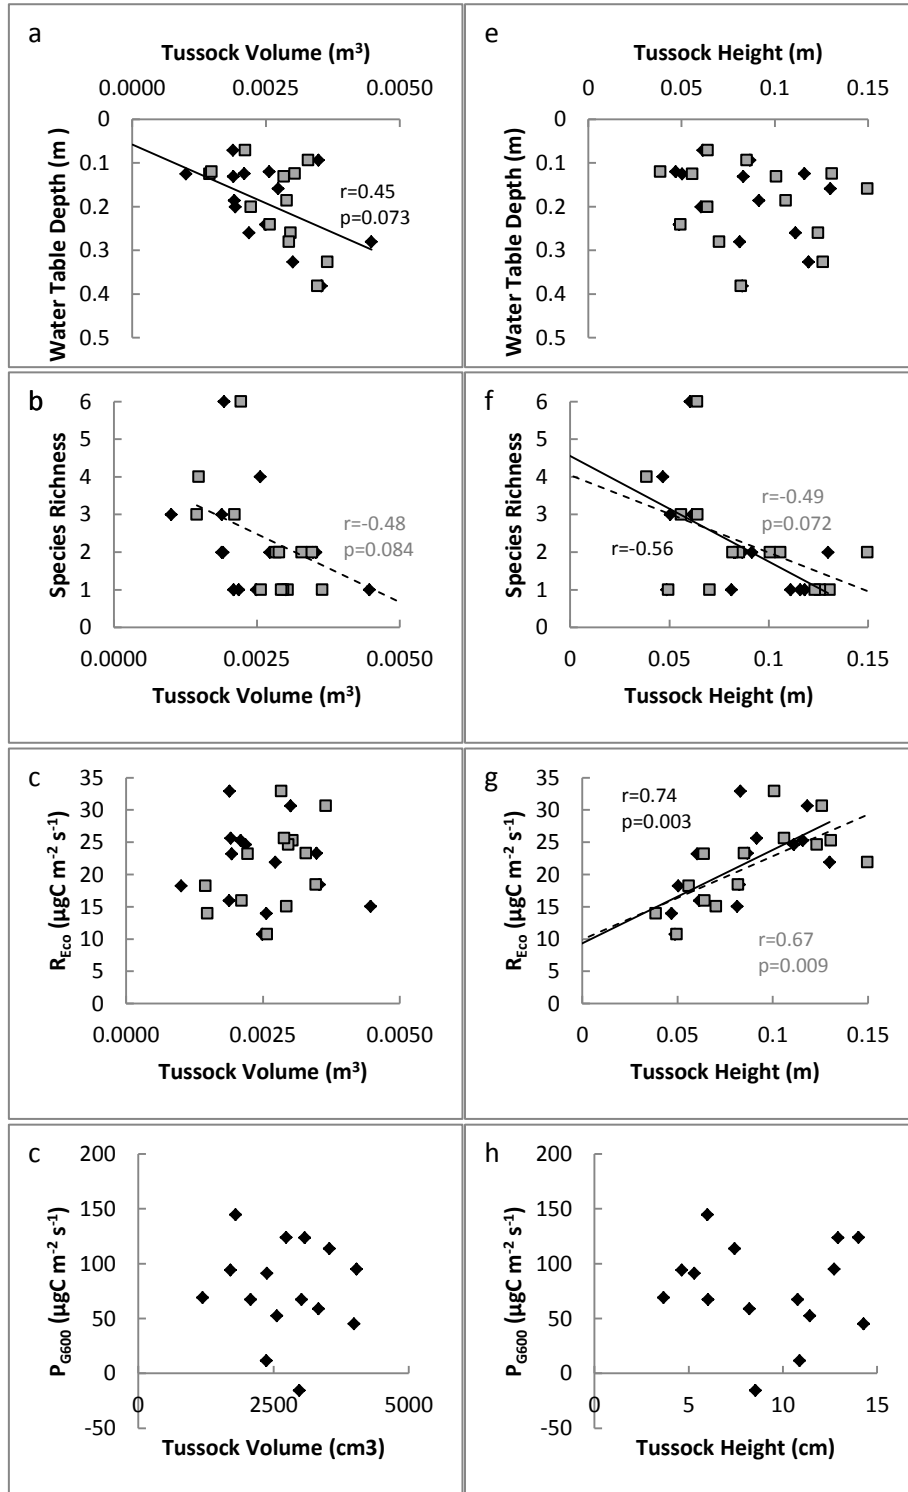 a
Tussock Volume (m³)
0.0000 0.0025 0.0050
0
0.1
0.2
0.3
0.4
0.5
Water Table Depth (m )
r=0.45
p=0.073
e
Tussock Height (m)
0 0.05 0.1 0.15
0
0.1
0.2
0.3
0.4
0.5
Water Table Depth (m)
b
6
5
4
3
2
1
0
Species Richness
r=-0.48
p=0.084
0.0000 0.0025 0.0050
Tussock Volume (m³)
f
6
5
4
3
2
1
0
Species Richness
r=-0.49
p=0.072
r=-0.56
0 0.05 0.1 0.15
Tussock Height (m)
c
35
30
25
20
15
10
5
0
R_Eco (µgC m⁻² s⁻¹)
0.0000 0.0025 0.0050
Tussock Volume (m³)
g
35
30
25
20
15
10
5
0
R_Eco (µgC m⁻² s⁻¹)
r=0.74
p=0.003
r=0.67
p=0.009
0 0.05 0.1 0.15
Tussock Height (m)
c
200
150
100
50
0
-50
P_G600 (µgC m⁻² s⁻¹)
0 2500 5000
Tussock Volume (cm3)
h
200
150
100
50
0
-50
P_G600 (µgC m⁻² s⁻¹)
0 5 10 15
Tussock Height (cm)